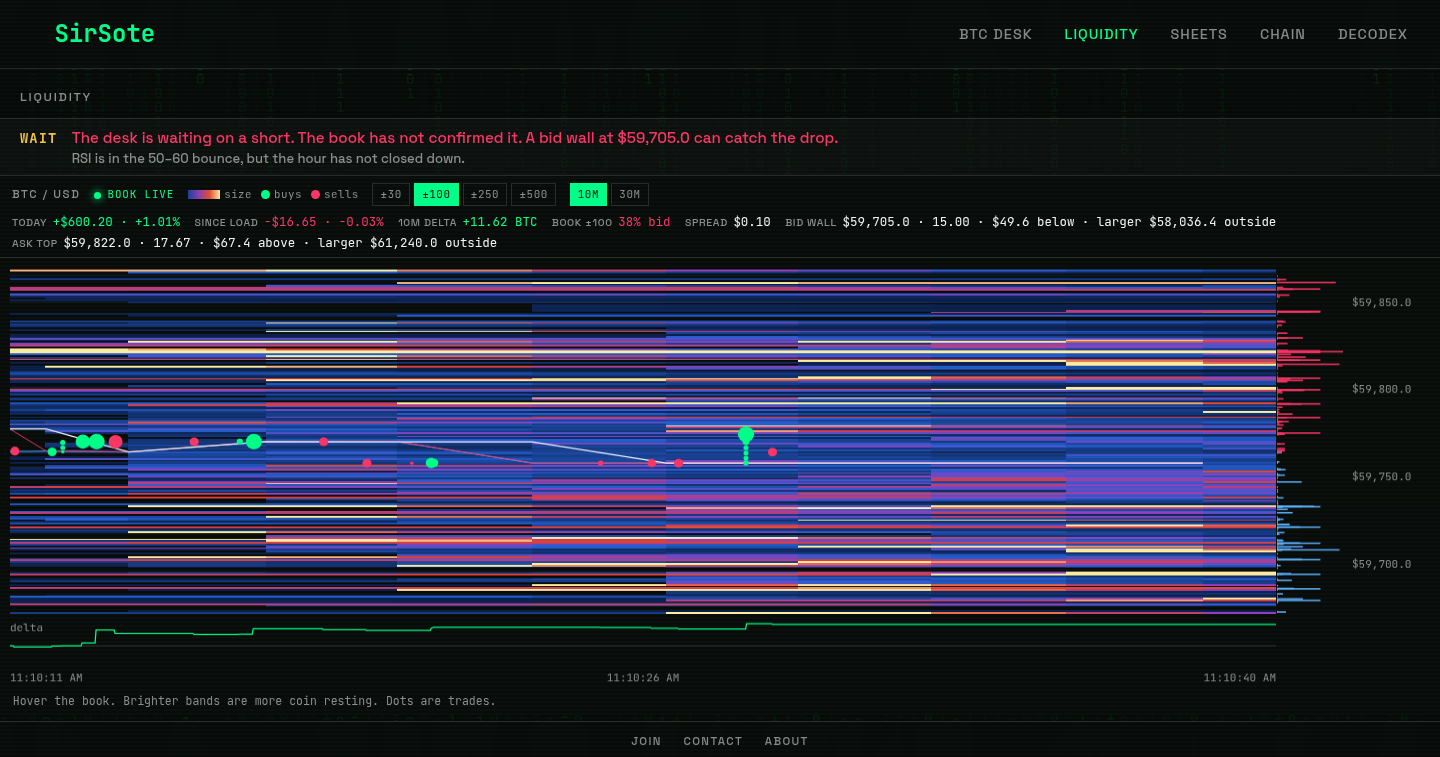 SirSote
BTC DESK LIQUIDITY SHEETS CHAIN DECODEX
LIQUIDITY
WAIT The desk is waiting on a short. The book has not confirmed it. A bid wall at $59,705.0 can catch the drop.
RSI is in the 50–60 bounce, but the hour has not closed down.
BTC / USD BOOK LIVE size buys sells ±30 ±100 ±250 ±500 10M 30M
TODAY +$600.20 · +1.01% SINCE LOAD -$16.65 · -0.03% 10M DELTA +11.62 BTC BOOK ±100 38% bid SPREAD $0.10 BID WALL $59,705.0 · 15.00 · $49.6 below · larger $58,036.4 outside
ASK TOP $59,822.0 · 17.67 · $67.4 above · larger $61,240.0 outside
$59,850.0
$59,800.0
$59,750.0
$59,700.0
delta
11:10:11 AM 11:10:26 AM 11:10:40 AM
Hover the book. Brighter bands are more coin resting. Dots are trades.
JOIN CONTACT ABOUT